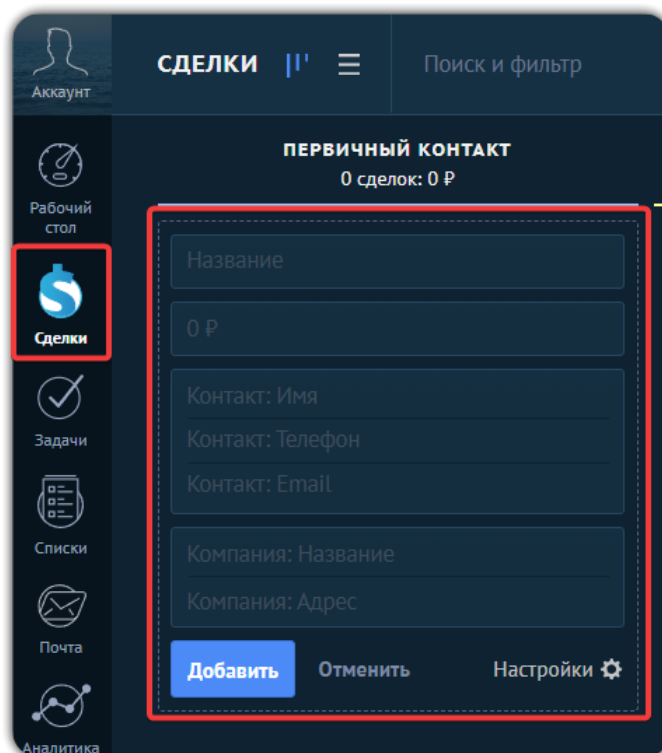 Аккаунт
СДЕЛКИ
Поиск и фильтр
ПЕРВИЧНЫЙ КОНТАКТ
0 сделок: 0 ₽
Рабочий
стол
Сделки
Задачи
Списки
Почта
Аналитика
Название
0 ₽
Контакт: Имя
Контакт: Телефон
Контакт: Email
Компания: Название
Компания: Адрес
Добавить Отменить Настройки